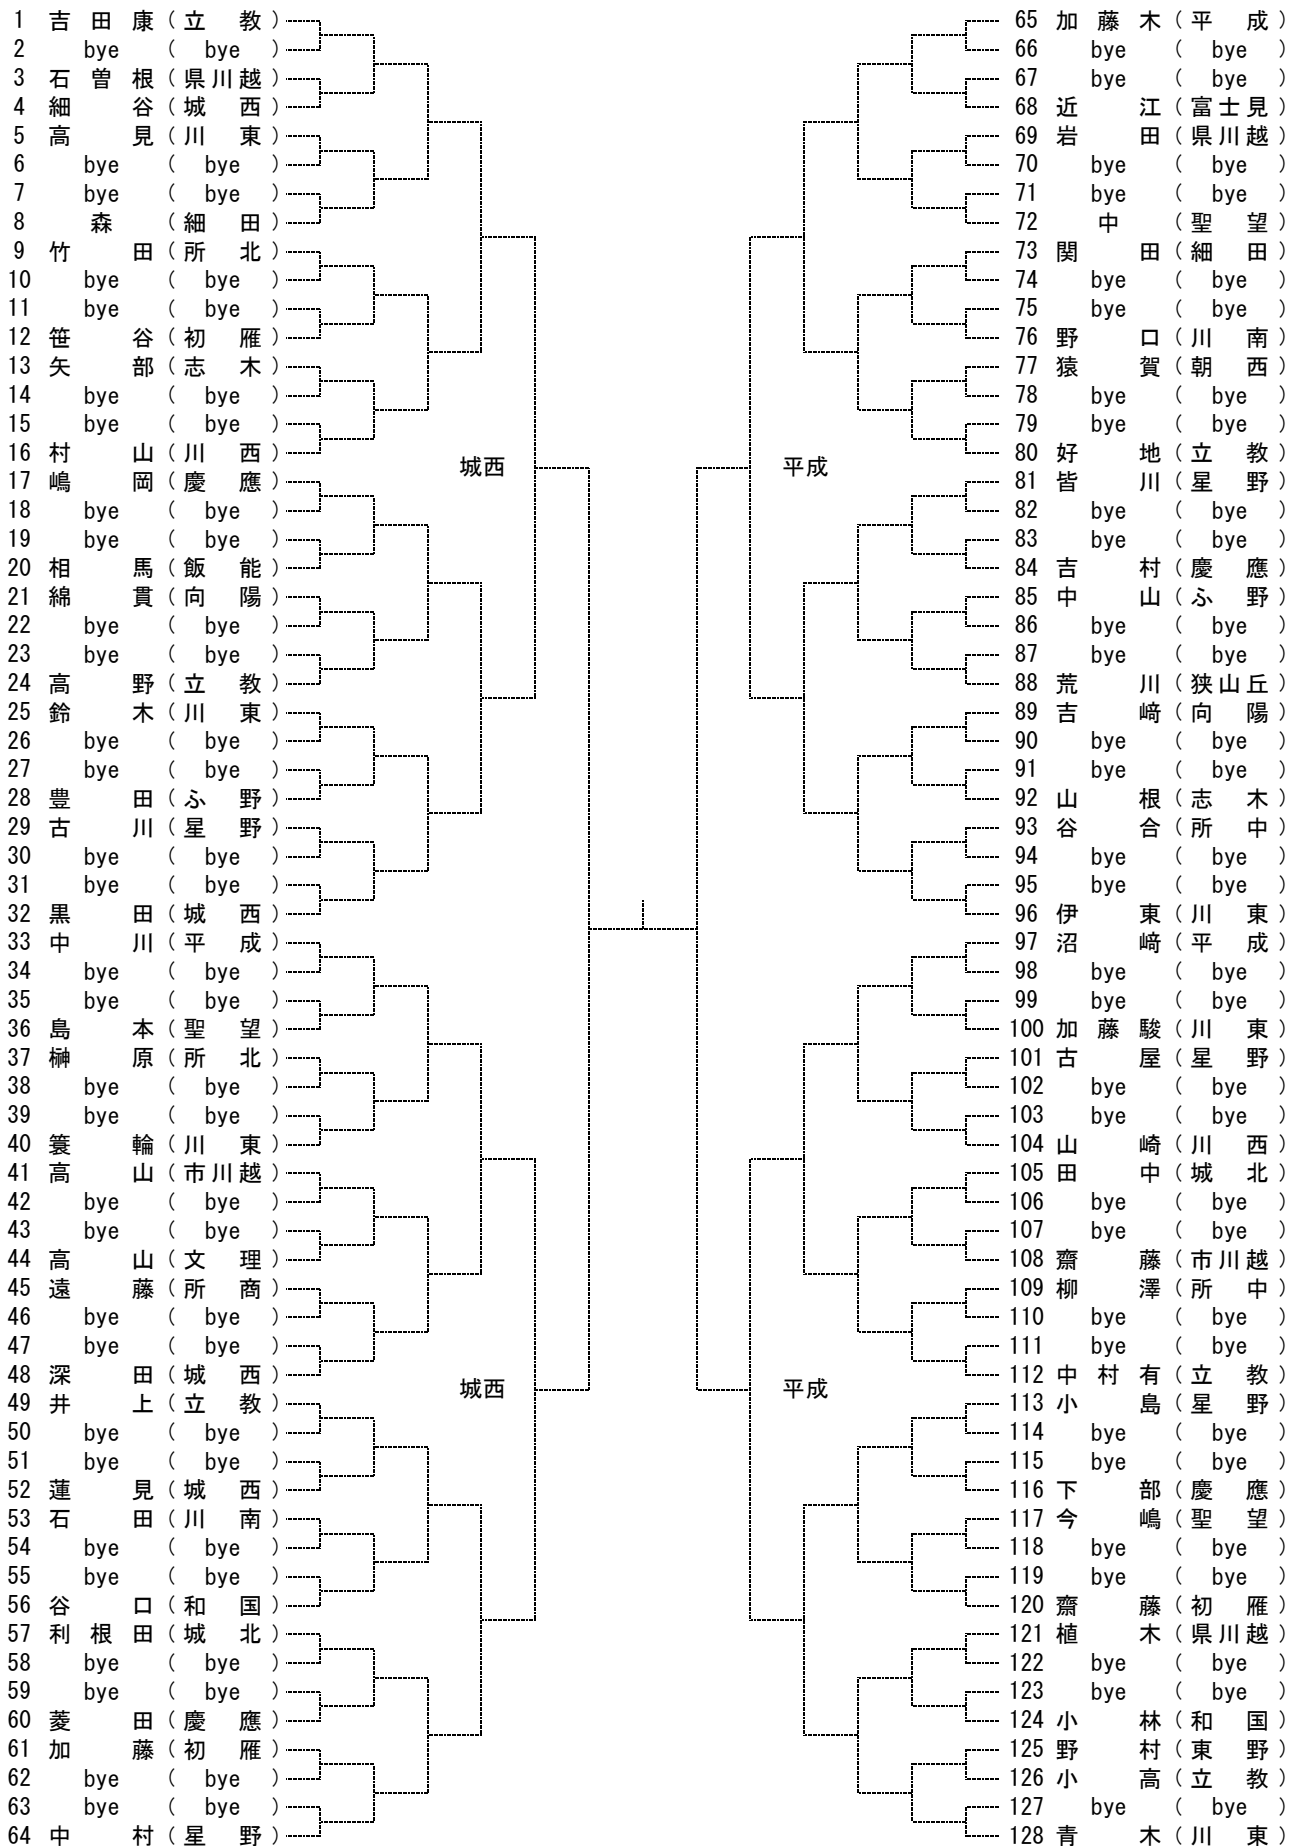 1 吉田康（立教）
2 bye （ bye ）
3 石曽根（県川越）
4 細谷（城西）
5 高見（川東）
6 bye （ bye ）
7 bye （ bye ）
8 森（細田）
9 竹田（所北）
10 bye （ bye ）
11 bye （ bye ）
12 笹谷（初雁）
13 矢部（志木）
14 bye （ bye ）
15 bye （ bye ）
16 村山（川西）
17 嶋岡（慶應）
18 bye （ bye ）
19 bye （ bye ）
20 相馬（飯能）
21 綿貫（向陽）
22 bye （ bye ）
23 bye （ bye ）
24 高野（立教）
25 鈴木（川東）
26 bye （ bye ）
27 bye （ bye ）
28 豊田（ふ野）
29 古川（星野）
30 bye （ bye ）
31 bye （ bye ）
32 黒田（城西）
33 中川（平成）
34 bye （ bye ）
35 bye （ bye ）
36 島本（聖望）
37 榊原（所北）
38 bye （ bye ）
39 bye （ bye ）
40 簑輪（川東）
41 高山（市川越）
42 bye （ bye ）
43 bye （ bye ）
44 高山（文理）
45 遠藤（所商）
46 bye （ bye ）
47 bye （ bye ）
48 深田（城西）
49 井上（立教）
50 bye （ bye ）
51 bye （ bye ）
52 蓮見（城西）
53 石田（川南）
54 bye （ bye ）
55 bye （ bye ）
56 谷口（和国）
57 利根田（城北）
58 bye （ bye ）
59 bye （ bye ）
60 菱田（慶應）
61 加藤（初雁）
62 bye （ bye ）
63 bye （ bye ）
64 中村（星野）
城西
城西
平成
平成
65 加藤木（平成）
66 bye （ bye ）
67 bye （ bye ）
68 近江（富士見）
69 岩田（県川越）
70 bye （ bye ）
71 bye （ bye ）
72 中（聖望）
73 関田（細田）
74 bye （ bye ）
75 bye （ bye ）
76 野口（川南）
77 猿賀（朝西）
78 bye （ bye ）
79 bye （ bye ）
80 好地（立教）
81 皆川（星野）
82 bye （ bye ）
83 bye （ bye ）
84 吉村（慶應）
85 中山（ふ野）
86 bye （ bye ）
87 bye （ bye ）
88 荒川（狭山丘）
89 吉﨑（向陽）
90 bye （ bye ）
91 bye （ bye ）
92 山根（志木）
93 谷合（所中）
94 bye （ bye ）
95 bye （ bye ）
96 伊東（川東）
97 沼﨑（平成）
98 bye （ bye ）
99 bye （ bye ）
100 加藤駿（川東）
101 古屋（星野）
102 bye （ bye ）
103 bye （ bye ）
104 山崎（川西）
105 田中（城北）
106 bye （ bye ）
107 bye （ bye ）
108 齋藤（市川越）
109 柳澤（所中）
110 bye （ bye ）
111 bye （ bye ）
112 中村有（立教）
113 小島（星野）
114 bye （ bye ）
115 bye （ bye ）
116 下部（慶應）
117 今嶋（聖望）
118 bye （ bye ）
119 bye （ bye ）
120 齋藤（初雁）
121 植木（県川越）
122 bye （ bye ）
123 bye （ bye ）
124 小林（和国）
125 野村（東野）
126 小高（立教）
127 bye （ bye ）
128 青木（川東）